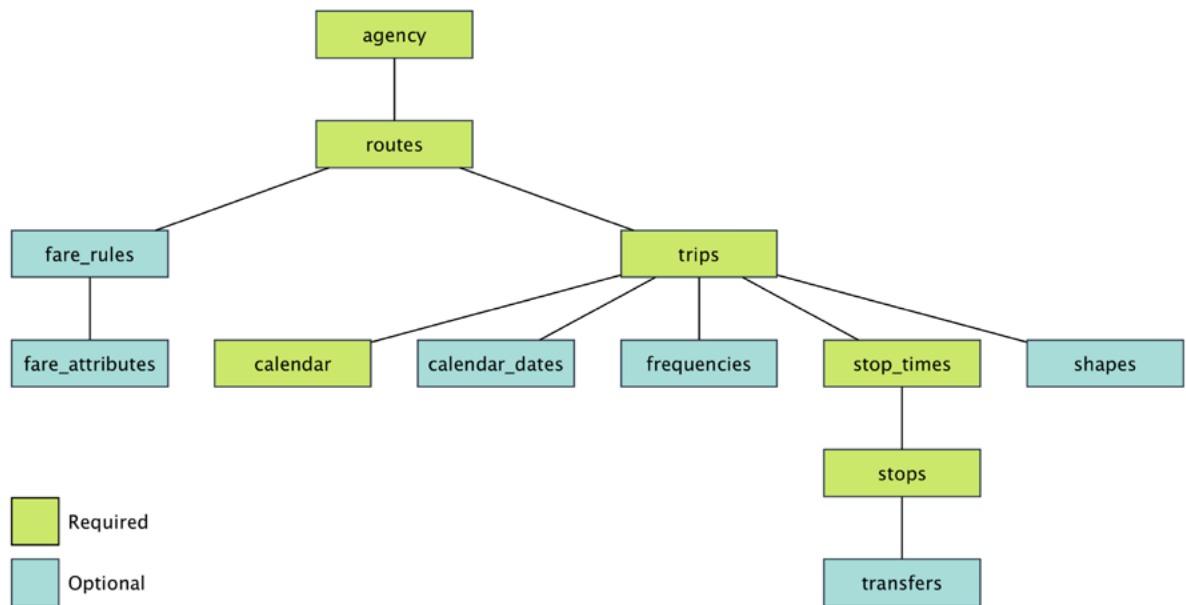 agency
routes
fare_rules
trips
fare_attributes
calendar
calendar_dates
frequencies
stop_times
shapes
stops
Required
Optional
transfers